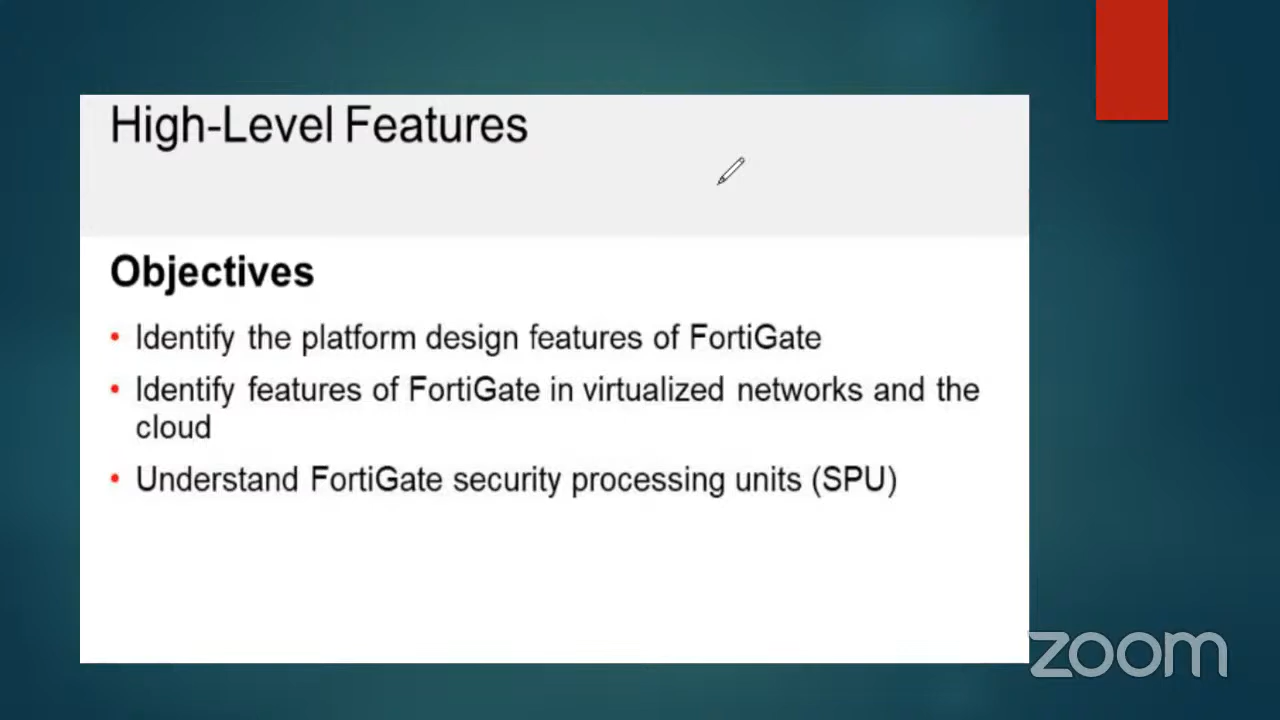 High-Level Features
Objectives
• Identify the platform design features of FortiGate
• Identify features of FortiGate in virtualized networks and the
cloud
• Understand FortiGate security processing units (SPU)
zoom